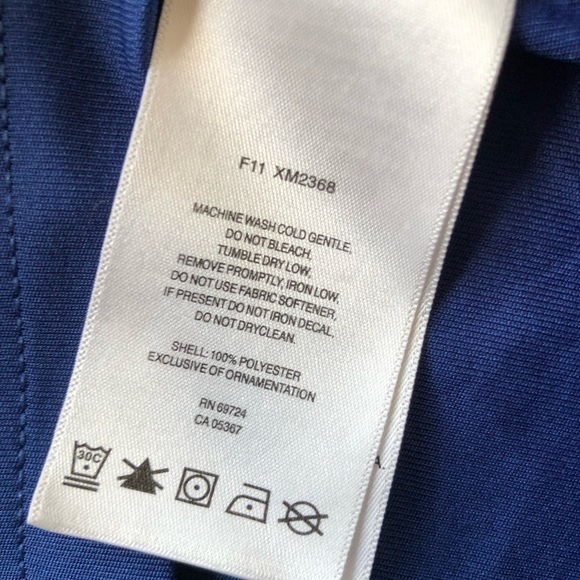 F11 XM2368
MACHINE WASH COLD GENTLE.
DO NOT BLEACH.
TUMBLE DRY LOW.
REMOVE PROMPTLY, IRON LOW.
DO NOT USE FABRIC SOFTENER.
IF PRESENT DO NOT IRON DECAL.
DO NOT DRYCLEAN.
SHELL: 100% POLYESTER
EXCLUSIVE OF ORNAMENTATION
RN 69724
CA 05367
30C
A.